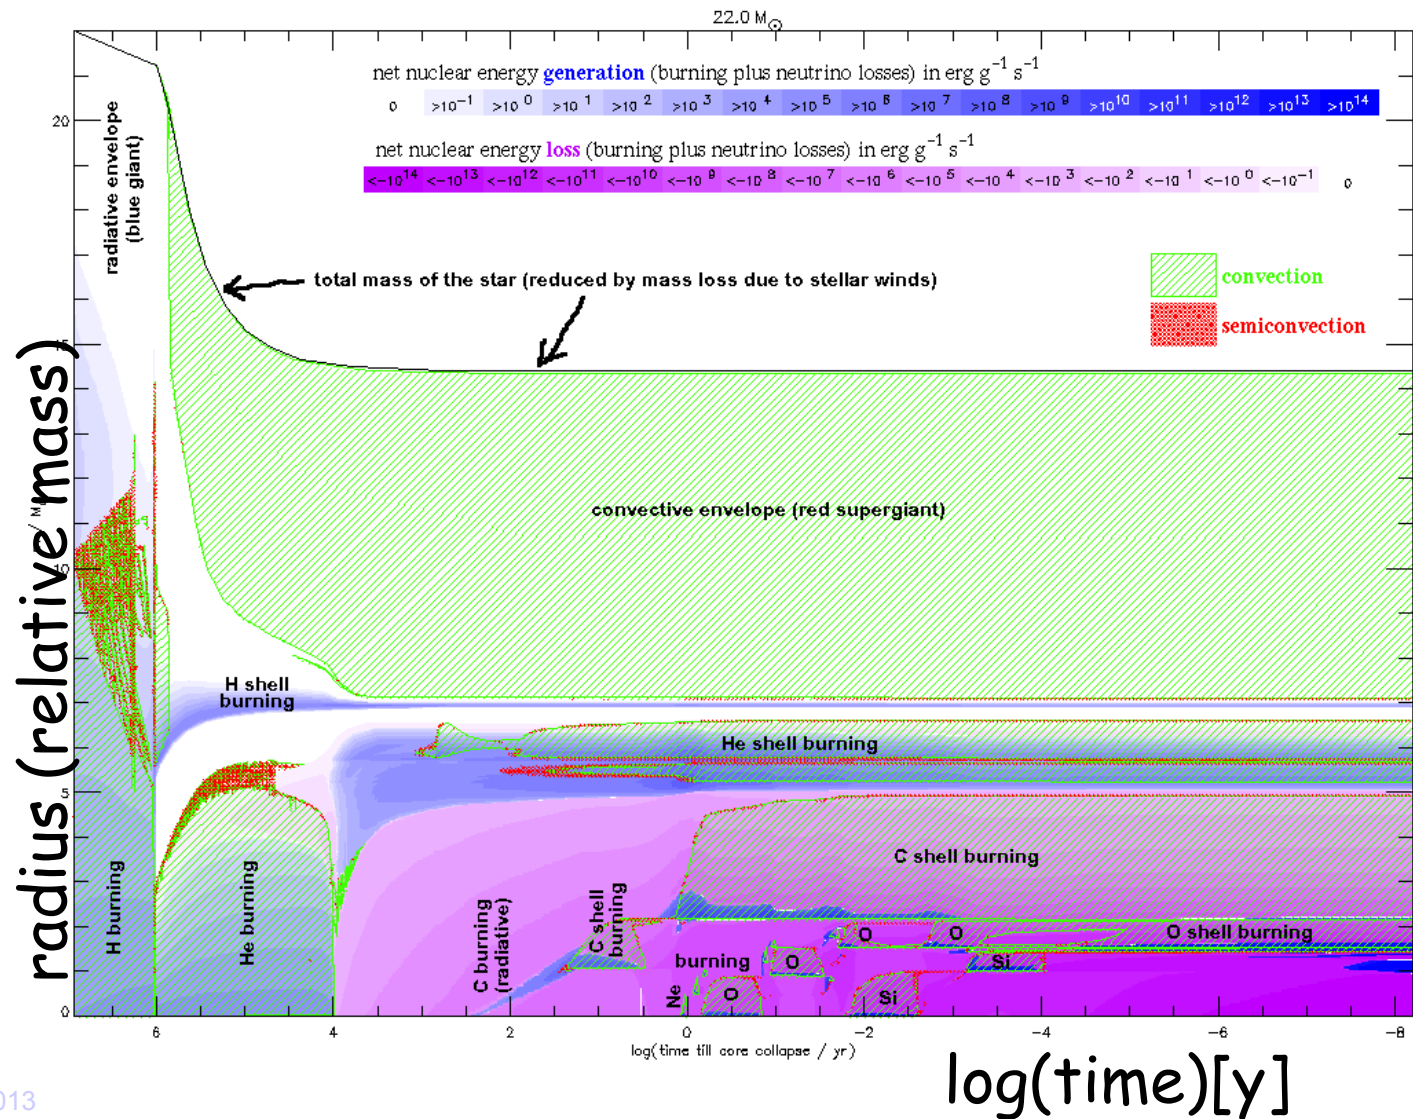 22.0 M⊙
net nuclear energy generation (burning plus neutrino losses) in erg g⁻¹ s⁻¹
0 >10⁻¹ >10⁰ >10¹ >10² >10³ >10⁴ >10⁵ >10⁶ >10⁷ >10⁸ >10⁹ >10¹⁰ >10¹¹ >10¹² >10¹³ >10¹⁴
net nuclear energy loss (burning plus neutrino losses) in erg g⁻¹ s⁻¹
<−10¹⁴ <−10¹³ <−10¹² <−10¹¹ <−10¹⁰ <−10⁹ <−10⁸ <−10⁷ <−10⁶ <−10⁵ <−10⁴ <−10³ <−10² <−10¹ <−10⁰ <−10⁻¹ 0
radiative envelope
(blue giant)
total mass of the star (reduced by mass loss due to stellar winds)
convection
semiconvection
convective envelope (red supergiant)
H shell
burning
He shell burning
C shell burning
H burning
He burning
C burning
(radiative)
C shell
burning
Ne
burning
O
O
O
O
O shell burning
Si
Si
radius (relative mass)
20
10
5
0
6 4 2 0 −2 −4 −6 −8
log(time till core collapse / yr)
log(time)[y]
013